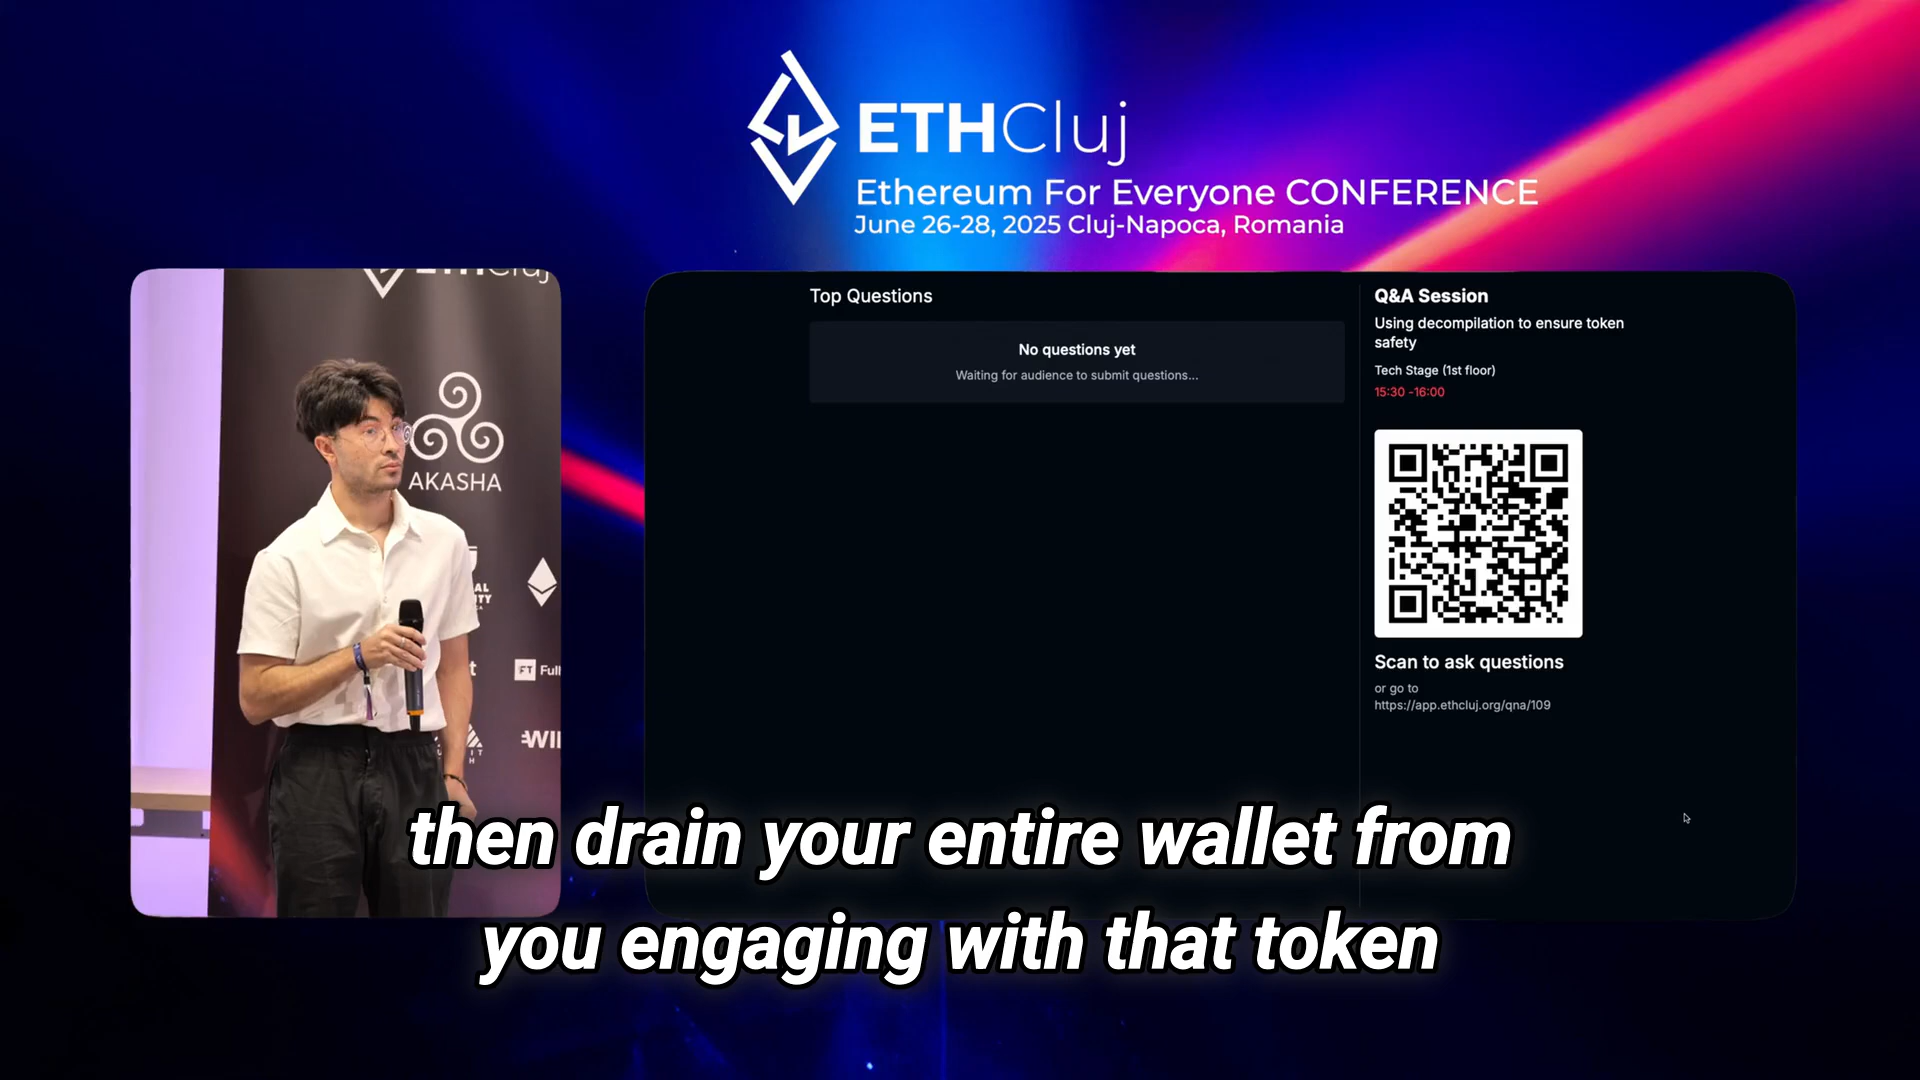 ETHCluj
Ethereum For Everyone CONFERENCE
June 26-28, 2025 Cluj-Napoca, Romania
AKASHA
FT
Top Questions
No questions yet
Waiting for audience to submit questions...
Q&A Session
Using decompilation to ensure token
safety
Tech Stage (1st floor)
15:30 -16:00
Scan to ask questions
or go to
https://app.ethcluj.org/qna/109
then drain your entire wallet from
you engaging with that token